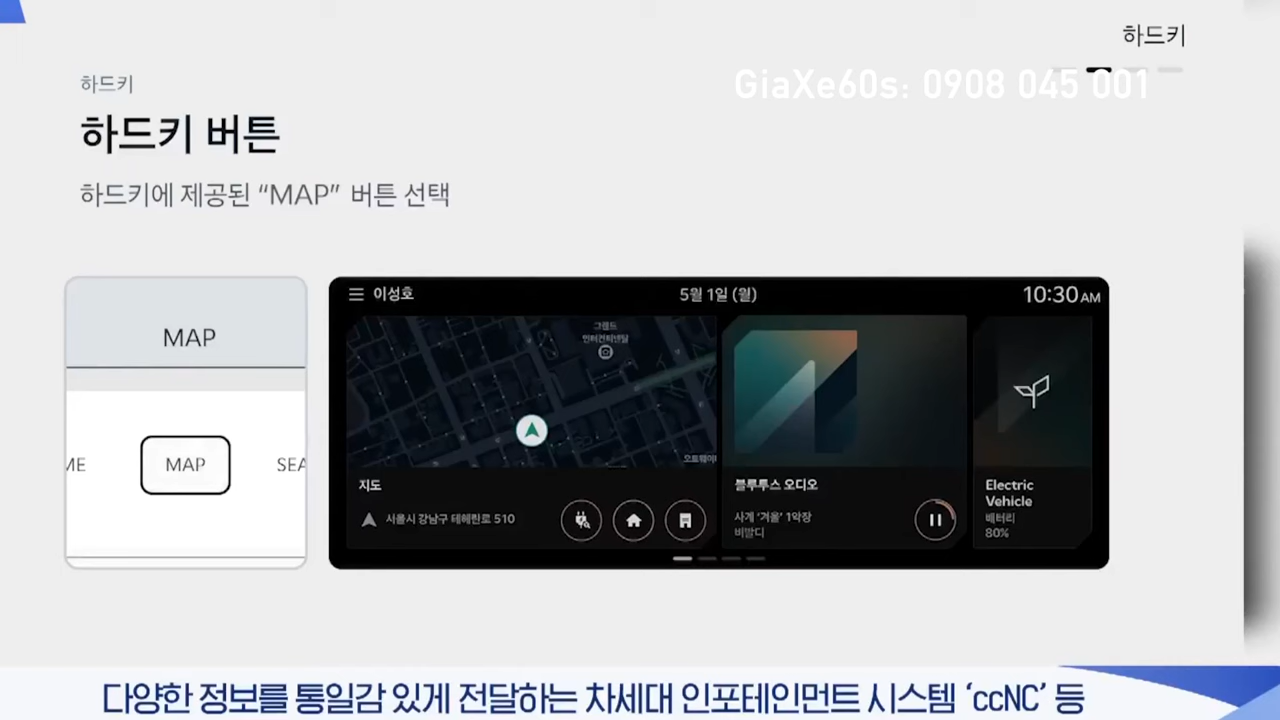 하드키
GiaXe60s: 0908 045 001
하드키
하드키 버튼
하드키에 제공된 “MAP” 버튼 선택
MAP
ME
MAP
SEA
이성호
5월 1일 (월)
10:30 AM
그랜드
인터컨티넨탈
오토웨이
지도
서울시 강남구 테헤란로 510
블루투스 오디오
사계 '겨울' 1악장
비발디
Electric
Vehicle
배터리
80%
다양한 정보를 통일감 있게 전달하는 차세대 인포테인먼트 시스템 ‘ccNC’ 등